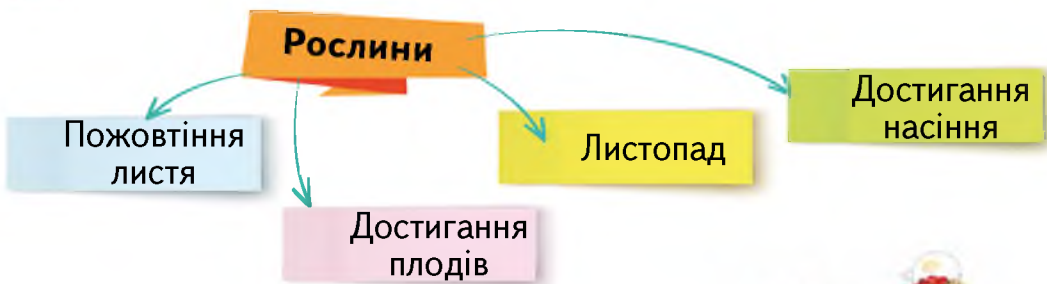 Рослини
Пожовтіння
листя
Достигання
плодів
Листопад
Достигання
насіння